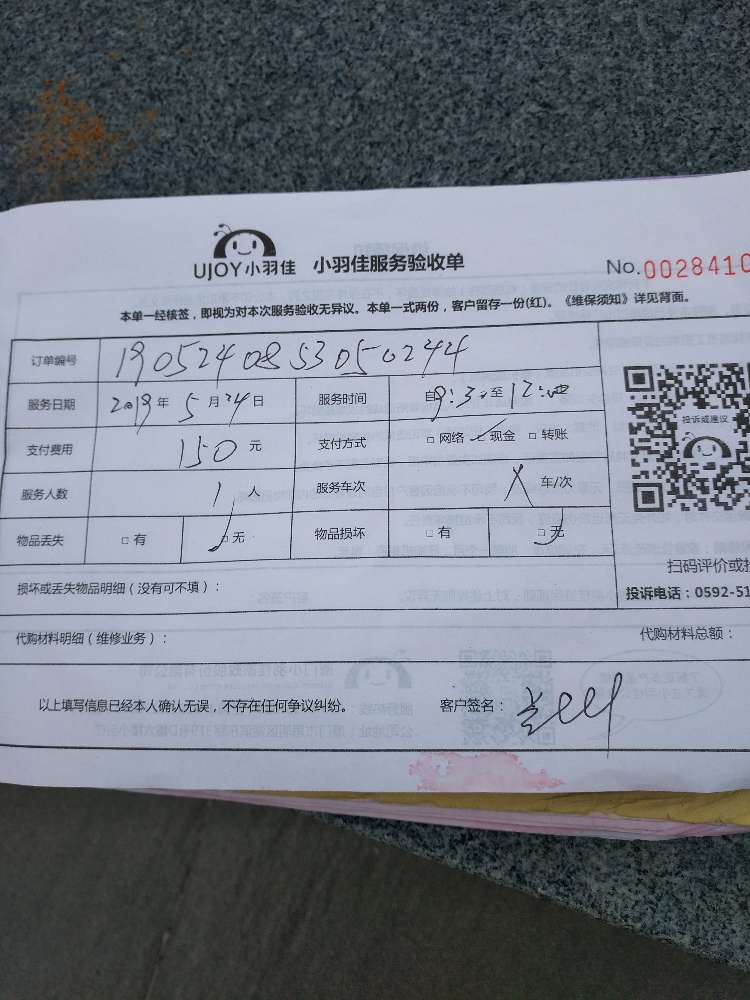 UJOY小羽佳 小羽佳服务验收单 No.0028410
本单一经核签，即视为对本次服务验收无异议。本单一式两份，客户留存一份(红)。《维保须知》详见背面。
订单编号 1905240853050244
服务日期 2019年5月24日 服务时间 自9:30至12:00
支付费用 150元 支付方式 □网络 □现金 □转账
服务人数 1人 服务车次 X 车/次
物品丢失 □有 □无 物品损坏 □有 □无
投诉或建议
扫码评价或
投诉电话：0592-51
损坏或丢失物品明细（没有可不填）：
代购材料明细（维修业务）： 代购材料总额：
以上填写信息已经本人确认无误，不存在任何争议纠纷。 客户签名：